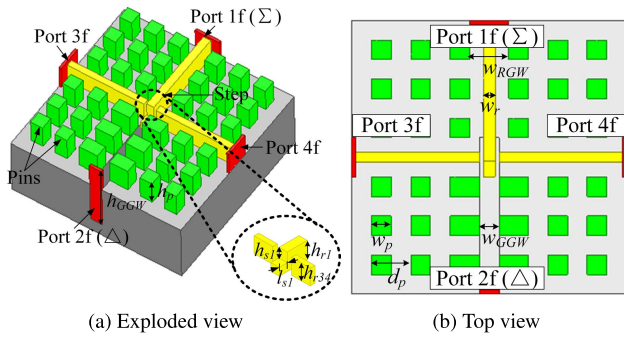 Port 1f (Σ)
Port 3f
Step
Port 4f
Pins
h_p
h_GGW
Port 2f (△)
h_s1
h_r1
l_s1
h_r34
(a) Exploded view
Port 1f (Σ)
w_RGW
w_r
Port 3f
Port 4f
w_p
w_GGW
d_p
Port 2f (△)
(b) Top view